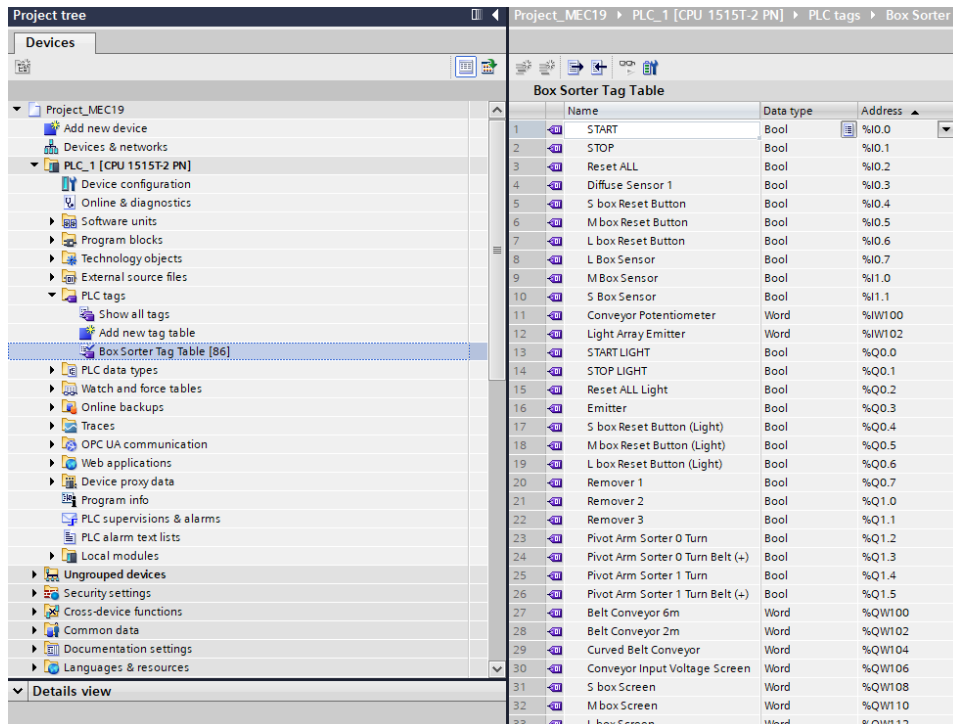 Project tree
Devices
Project_MEC19
Add new device
Devices & networks
PLC_1 [CPU 1515T-2 PN]
Device configuration
Online & diagnostics
Software units
Program blocks
Technology objects
External source files
PLC tags
Show all tags
Add new tag table
Box Sorter Tag Table [86]
PLC data types
Watch and force tables
Online backups
Traces
OPC UA communication
Web applications
Device proxy data
Program info
PLC supervisions & alarms
PLC alarm text lists
Local modules
Ungrouped devices
Security settings
Cross-device functions
Common data
Documentation settings
Languages & resources
Details view
Project_MEC19 PLC_1 [CPU 1515T-2 PN] PLC tags Box Sorter
Box Sorter Tag Table
Name Data type Address
1 START Bool %I0.0
2 STOP Bool %I0.1
3 Reset ALL Bool %I0.2
4 Diffuse Sensor 1 Bool %I0.3
5 S box Reset Button Bool %I0.4
6 M box Reset Button Bool %I0.5
7 L box Reset Button Bool %I0.6
8 L Box Sensor Bool %I0.7
9 M Box Sensor Bool %I1.0
10 S Box Sensor Bool %I1.1
11 Conveyor Potentiometer Word %IW100
12 Light Array Emitter Word %IW102
13 START LIGHT Bool %Q0.0
14 STOP LIGHT Bool %Q0.1
15 Reset ALL Light Bool %Q0.2
16 Emitter Bool %Q0.3
17 S box Reset Button (Light) Bool %Q0.4
18 M box Reset Button (Light) Bool %Q0.5
19 L box Reset Button (Light) Bool %Q0.6
20 Remover 1 Bool %Q0.7
21 Remover 2 Bool %Q1.0
22 Remover 3 Bool %Q1.1
23 Pivot Arm Sorter 0 Turn Bool %Q1.2
24 Pivot Arm Sorter 0 Turn Belt (+) Bool %Q1.3
25 Pivot Arm Sorter 1 Turn Bool %Q1.4
26 Pivot Arm Sorter 1 Turn Belt (+) Bool %Q1.5
27 Belt Conveyor 6m Word %QW100
28 Belt Conveyor 2m Word %QW102
29 Curved Belt Conveyor Word %QW104
30 Conveyor Input Voltage Screen Word %QW106
31 S box Screen Word %QW108
32 M box Screen Word %QW110
33 L box Screen Word %QW112